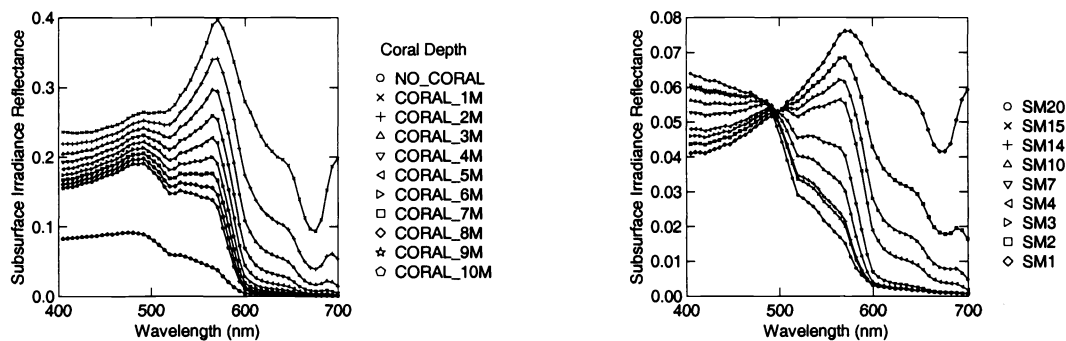 Subsurface Irradiance Reflectance
0.4
0.3
0.2
0.1
0.0
400 500 600 700
Wavelength (nm)
Coral Depth
NO_CORAL
CORAL_1M
CORAL_2M
CORAL_3M
CORAL_4M
CORAL_5M
CORAL_6M
CORAL_7M
CORAL_8M
CORAL_9M
CORAL_10M
Subsurface Irradiance Reflectance
0.08
0.07
0.06
0.05
0.04
0.03
0.02
0.01
0.00
400 500 600 700
Wavelength (nm)
SM20
SM15
SM14
SM10
SM7
SM4
SM3
SM2
SM1